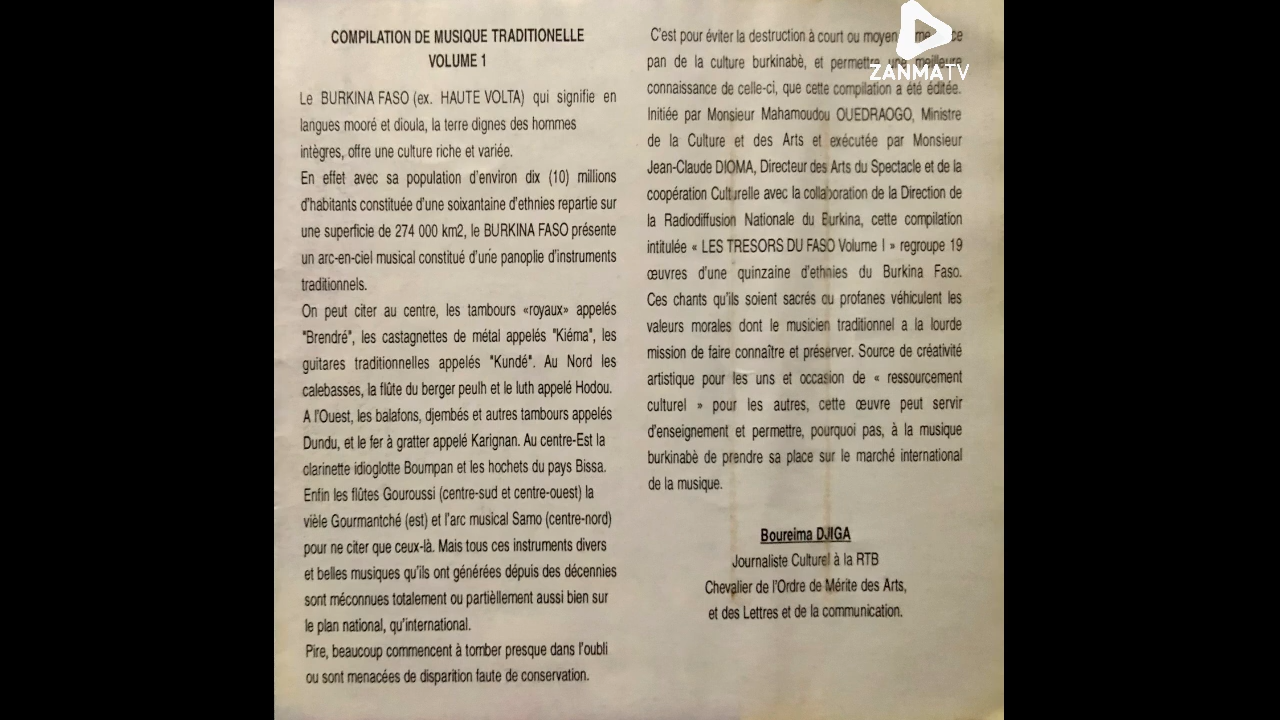 COMPILATION DE MUSIQUE TRADITIONELLE
VOLUME 1
Le BURKINA FASO (ex. HAUTE VOLTA) qui signifie en
langues mooré et dioula, la terre dignes des hommes
intègres, offre une culture riche et variée.
En effet avec sa population d'environ dix (10) millions
d'habitants constituée d'une soixantaine d'ethnies repartie sur
une superficie de 274 000 km2, le BURKINA FASO présente
un arc-en-ciel musical constitué d'une panoplie d'instruments
traditionnels.
On peut citer au centre, les tambours «royaux» appelés
"Brendré", les castagnettes de métal appelés "Kiéma", les
guitares traditionnelles appelés "Kundé". Au Nord les
calebasses, la flûte du berger peulh et le luth appelé Hodou.
A l'Ouest, les balafons, djembés et autres tambours appelés
Dundu, et le fer à gratter appelé Karignan. Au centre-Est la
clarinette idioglotte Boumpan et les hochets du pays Bissa.
Enfin les flûtes Gouroussi (centre-sud et centre-ouest) la
vièle Gourmantché (est) et l'arc musical Samo (centre-nord)
pour ne citer que ceux-là. Mais tous ces instruments divers
et belles musiques qu'ils ont générées dépuis des décennies
sont méconnues totalement ou partièllement aussi bien sur
le plan national, qu'international.
Pire, beaucoup commencent à tomber presque dans l'oubli
ou sont menacées de disparition faute de conservation.
C'est pour éviter la destruction à court ou moyen
pan de la culture burkinabè, et permettre une meilleure
connaissance de celle-ci, que cette compilation a été éditée.
Initiée par Monsieur Mahamoudou OUEDRAOGO, Ministre
de la Culture et des Arts et exécutée par Monsieur
Jean-Claude DIOMA, Directeur des Arts du Spectacle et de la
coopération Culturelle avec la collaboration de la Direction de
la Radiodiffusion Nationale du Burkina, cette compilation
intitulée « LES TRESORS DU FASO Volume I » regroupe 19
œuvres d'une quinzaine d'ethnies du Burkina Faso.
Ces chants qu'ils soient sacrés ou profanes véhiculent les
valeurs morales dont le musicien traditionnel a la lourde
mission de faire connaître et préserver. Source de créativité
artistique pour les uns et occasion de « ressourcement
culturel » pour les autres, cette œuvre peut servir
d'enseignement et permettre, pourquoi pas, à la musique
burkinabè de prendre sa place sur le marché international
de la musique.
Boureima DJIGA
Journaliste Culturel à la RTB
Chevalier de l'Ordre de Mérite des Arts,
et des Lettres et de la communication.
ZANMATV